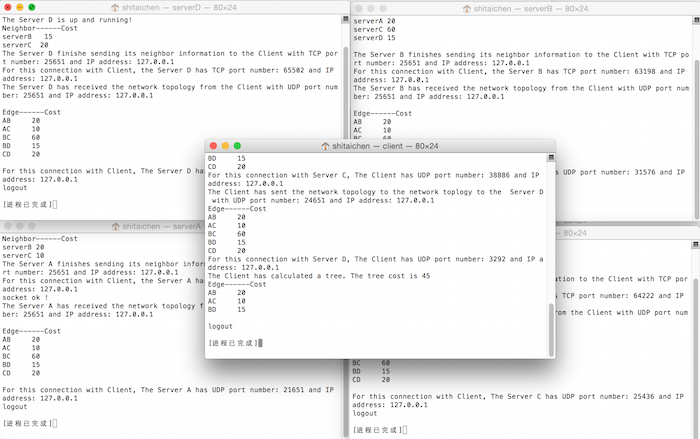 shitaichen — serverD — 80×24
The Server D is up and running!
Neighbor------Cost
serverB 15
serverC 20
The Server D finishe sending its neighbor information to the Client with TCP po
rt number: 25651 and IP address: 127.0.0.1
For this connection with Client, the Server D has TCP port number: 65502 and IP
address: 127.0.0.1
The Server D has received the network topology from the Client with UDP port num
ber: 25651 and IP address: 127.0.0.1
Edge------Cost
AB 20
AC 10
BC 60
BD 15
CD 20
For this connection with Client, The Server D has
address: 127.0.0.1
logout
[进程已完成]
shitaichen — serverB — 80×24
serverA 20
serverC 60
serverD 15
The Server B finishes sending its neighbor information to the Client with TCP po
rt number: 25651 and IP address: 127.0.0.1
For this connection with Client, the Server B has TCP port number: 63198 and IP
address: 127.0.0.1
The Server B has received the network topology from the Client with UDP port num
ber: 25651 and IP address: 127.0.0.1
Edge------Cost
AB 20
AC 10
BC 60
UDP port number: 31576 and IP
shitaichen — client — 80×24
BD 15
CD 20
For this connection with Server C, The Client has UDP port number: 38886 and IP
address: 127.0.0.1
The Client has sent the network topology to the network toplogy to the Server D
with UDP port number: 24651 and IP address: 127.0.0.1
Edge------Cost
AB 20
AC 10
BC 60
BD 15
CD 20
For this connection with Server D, The Client has UDP port number: 3292 and IP a
ddress: 127.0.0.1
The Client has calculated a tree. The tree cost is 45
Edge------Cost
AB 20
AC 10
BD 15
logout
[进程已完成]
shitaichen — serverA
Neighbor------Cost
serverB 20
serverC 10
The Server A finishes sending its neighbor infor
rt number: 25651 and IP address: 127.0.0.1
For this connection with Client, the Server A has
address: 127.0.0.1
socket ok !
The Server A has received the network topology f
ber: 25651 and IP address: 127.0.0.1
Edge------Cost
AB 20
AC 10
BC 60
BD 15
CD 20
For this connection with Client, The Server A has UDP port number: 21651 and IP
address: 127.0.0.1
logout
[进程已完成]
80×24
ation to the Client with TCP por
TCP port number: 64222 and IP
from the Client with UDP port num
BC 60
BD 15
CD 20
For this connection with Client, The Server C has UDP port number: 25436 and IP
address: 127.0.0.1
logout
[进程已完成]